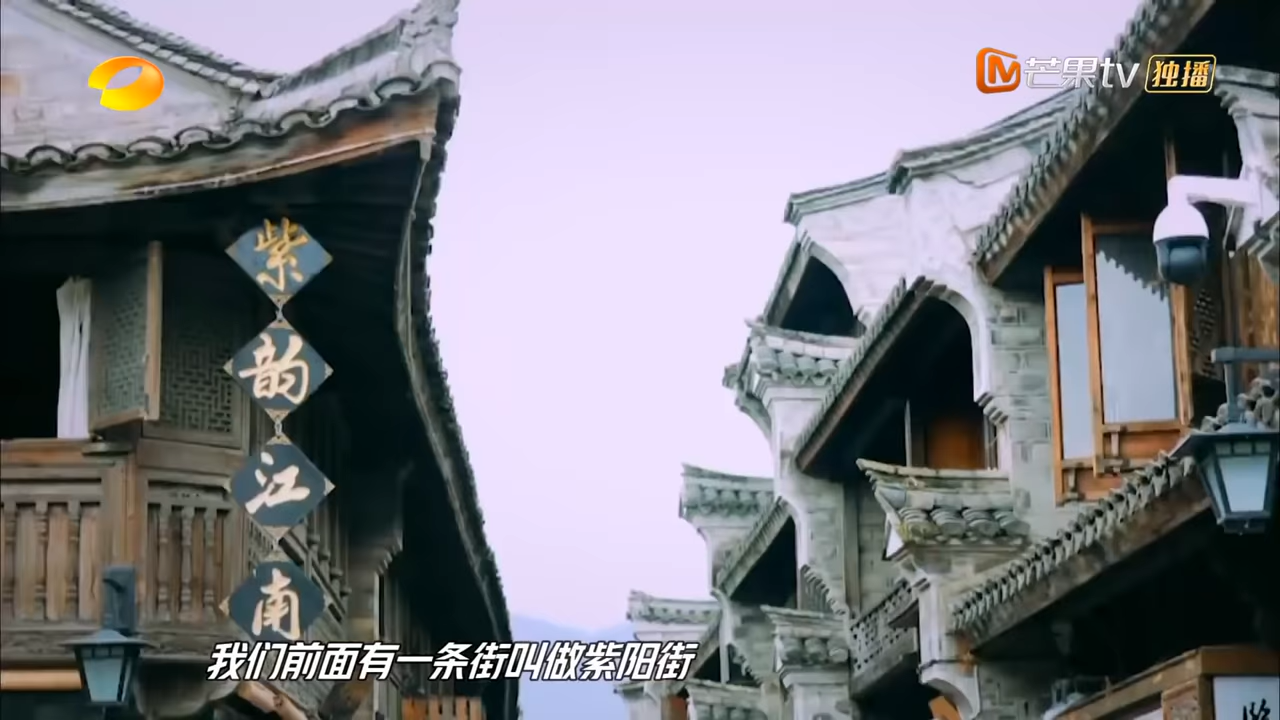 芒果tv 独播
紫
韵
江
南
我们前面有一条街叫做紫阳街